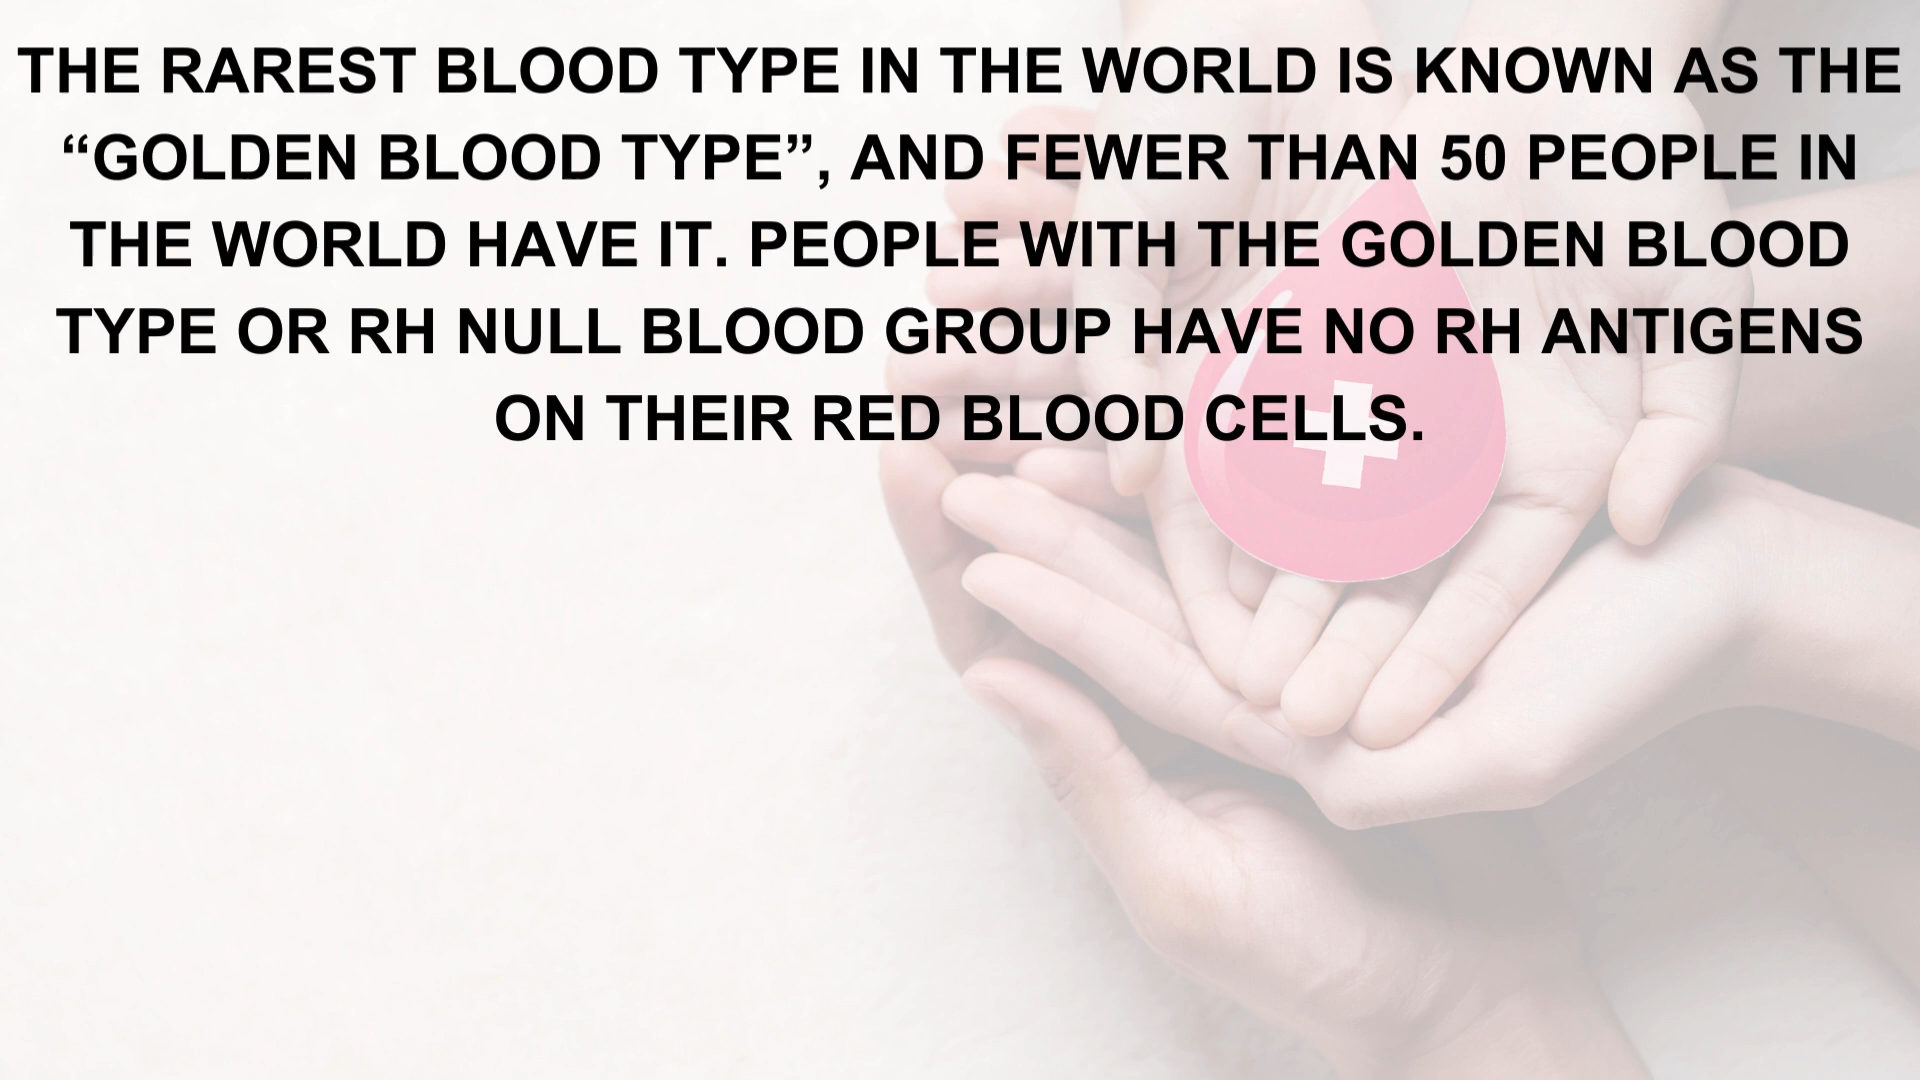 THE RAREST BLOOD TYPE IN THE WORLD IS KNOWN AS THE
“GOLDEN BLOOD TYPE”, AND FEWER THAN 50 PEOPLE IN
THE WORLD HAVE IT. PEOPLE WITH THE GOLDEN BLOOD
TYPE OR RH NULL BLOOD GROUP HAVE NO RH ANTIGENS
ON THEIR RED BLOOD CELLS.